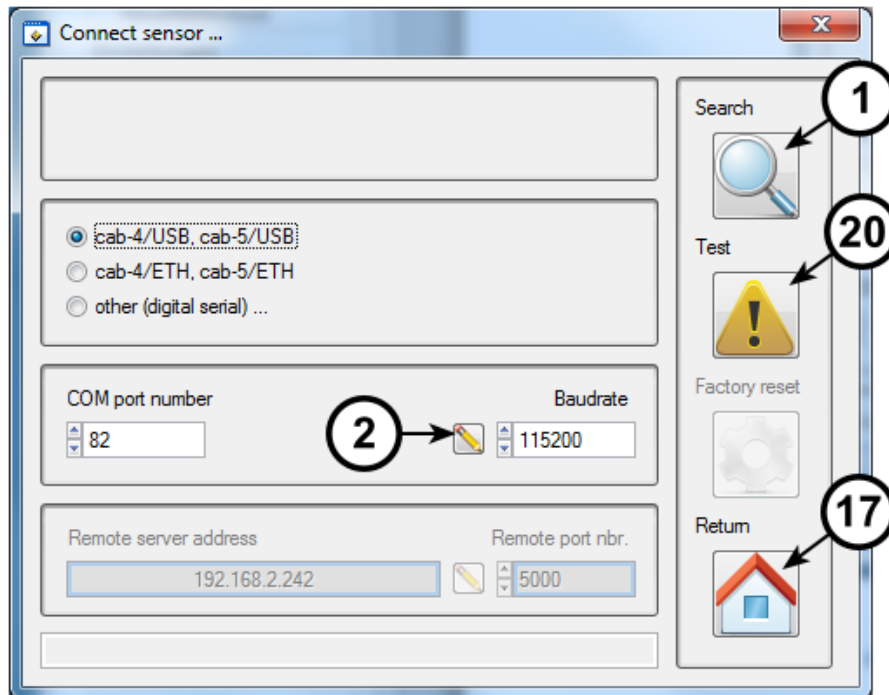 Connect sensor ...
Search
1
cab-4/USB, cab-5/USB
cab-4/ETH, cab-5/ETH
other (digital serial) ...
Test
20
COM port number
82
2
Baudrate
115200
Factory reset
Remote server address
192.168.2.242
Remote port nbr.
5000
Return
17